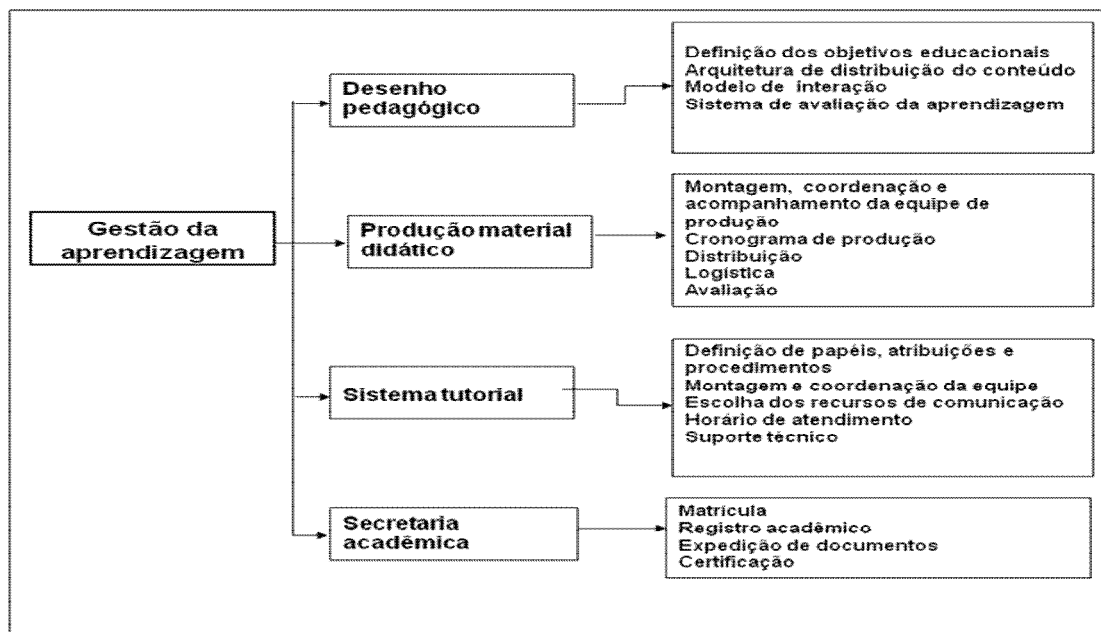 Gestão da
aprendizagem
Desenho
pedagógico
Definição dos objetivos educacionais
Arquitetura de distribuição do conteúdo
Modelo de interação
Sistema de avaliação da aprendizagem
Produção material
didático
Montagem, coordenação e
acompanhamento da equipe de
produção
Cronograma de produção
Distribuição
Logística
Avaliação
Sistema tutorial
Definição de papéis, atribuições e
procedimentos
Montagem e coordenação da equipe
Escolha dos recursos de comunicação
Horário de atendimento
Suporte técnico
Secretaria
acadêmica
Matrícula
Registro acadêmico
Expedição de documentos
Certificação